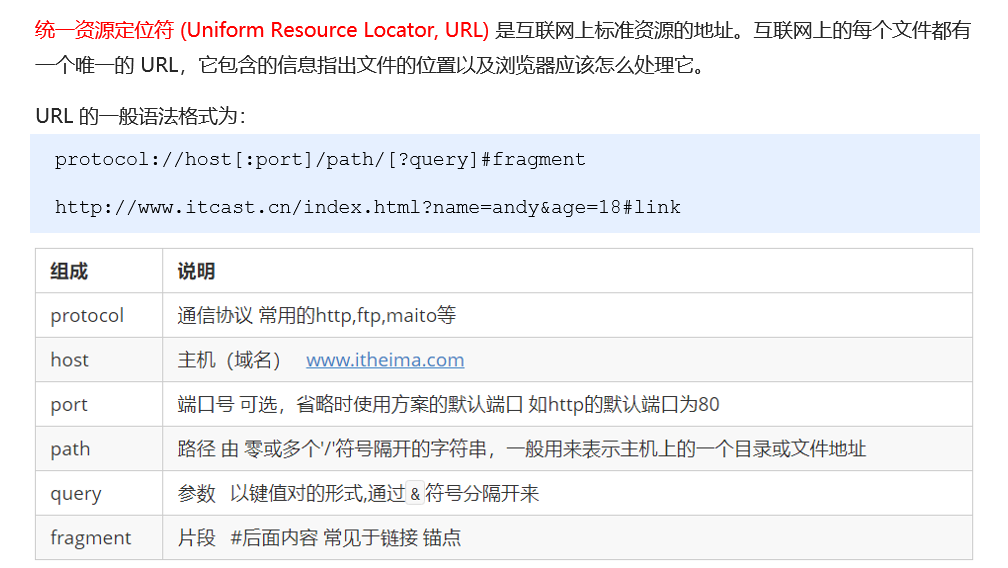 统一资源定位符 (Uniform Resource Locator, URL) 是互联网上标准资源的地址。互联网上的每个文件都有
一个唯一的 URL，它包含的信息指出文件的位置以及浏览器应该怎么处理它。
URL 的一般语法格式为：
protocol://host[:port]/path/[?query]#fragment
http://www.itcast.cn/index.html?name=andy&age=18#link
组成 说明
protocol 通信协议 常用的http,ftp,maito等
host 主机（域名） www.itheima.com
port 端口号 可选，省略时使用方案的默认端口 如http的默认端口为80
path 路径 由 零或多个'/'符号隔开的字符串，一般用来表示主机上的一个目录或文件地址
query 参数 以键值对的形式,通过&符号分隔开来
fragment 片段 #后面内容 常见于链接 锚点